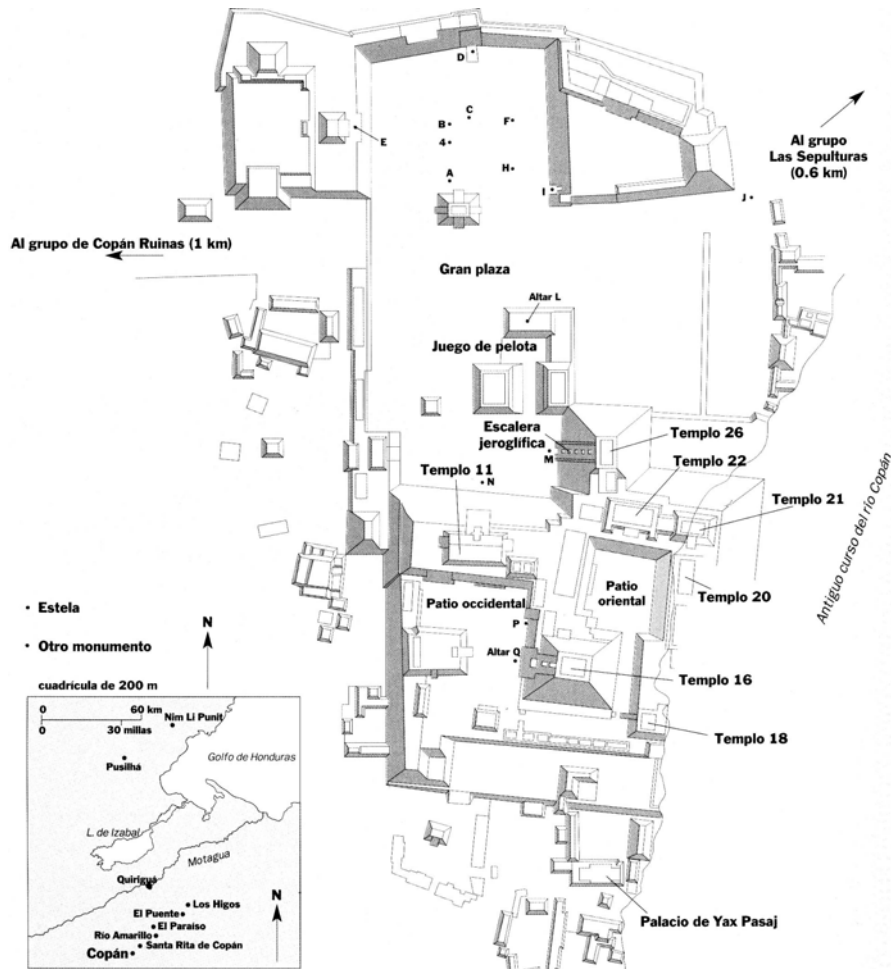 D
C
B
F
E
4
Al grupo
Las Sepulturas
(0.6 km)
H
A
I
J
Al grupo de Copán Ruinas (1 km)
Gran plaza
Altar L
Juego de pelota
Escalera
jeroglífica
Templo 26
M
Templo 22
Templo 11
N
Templo 21
Antiguo curso del río Copán
Patio occidental
Patio
oriental
Templo 20
• Estela
N
P
• Otro monumento
Altar Q
Templo 16
cuadrícula de 200 m
Templo 18
0 60 km
0 30 millas
Nim Li Punit
Pusilhá
Golfo de Honduras
L. de Izabal
Motagua
Quiriguá
N
Los Higos
El Puente
El Paraíso
Río Amarillo
Santa Rita de Copán
Copán
Palacio de Yax Pasaj